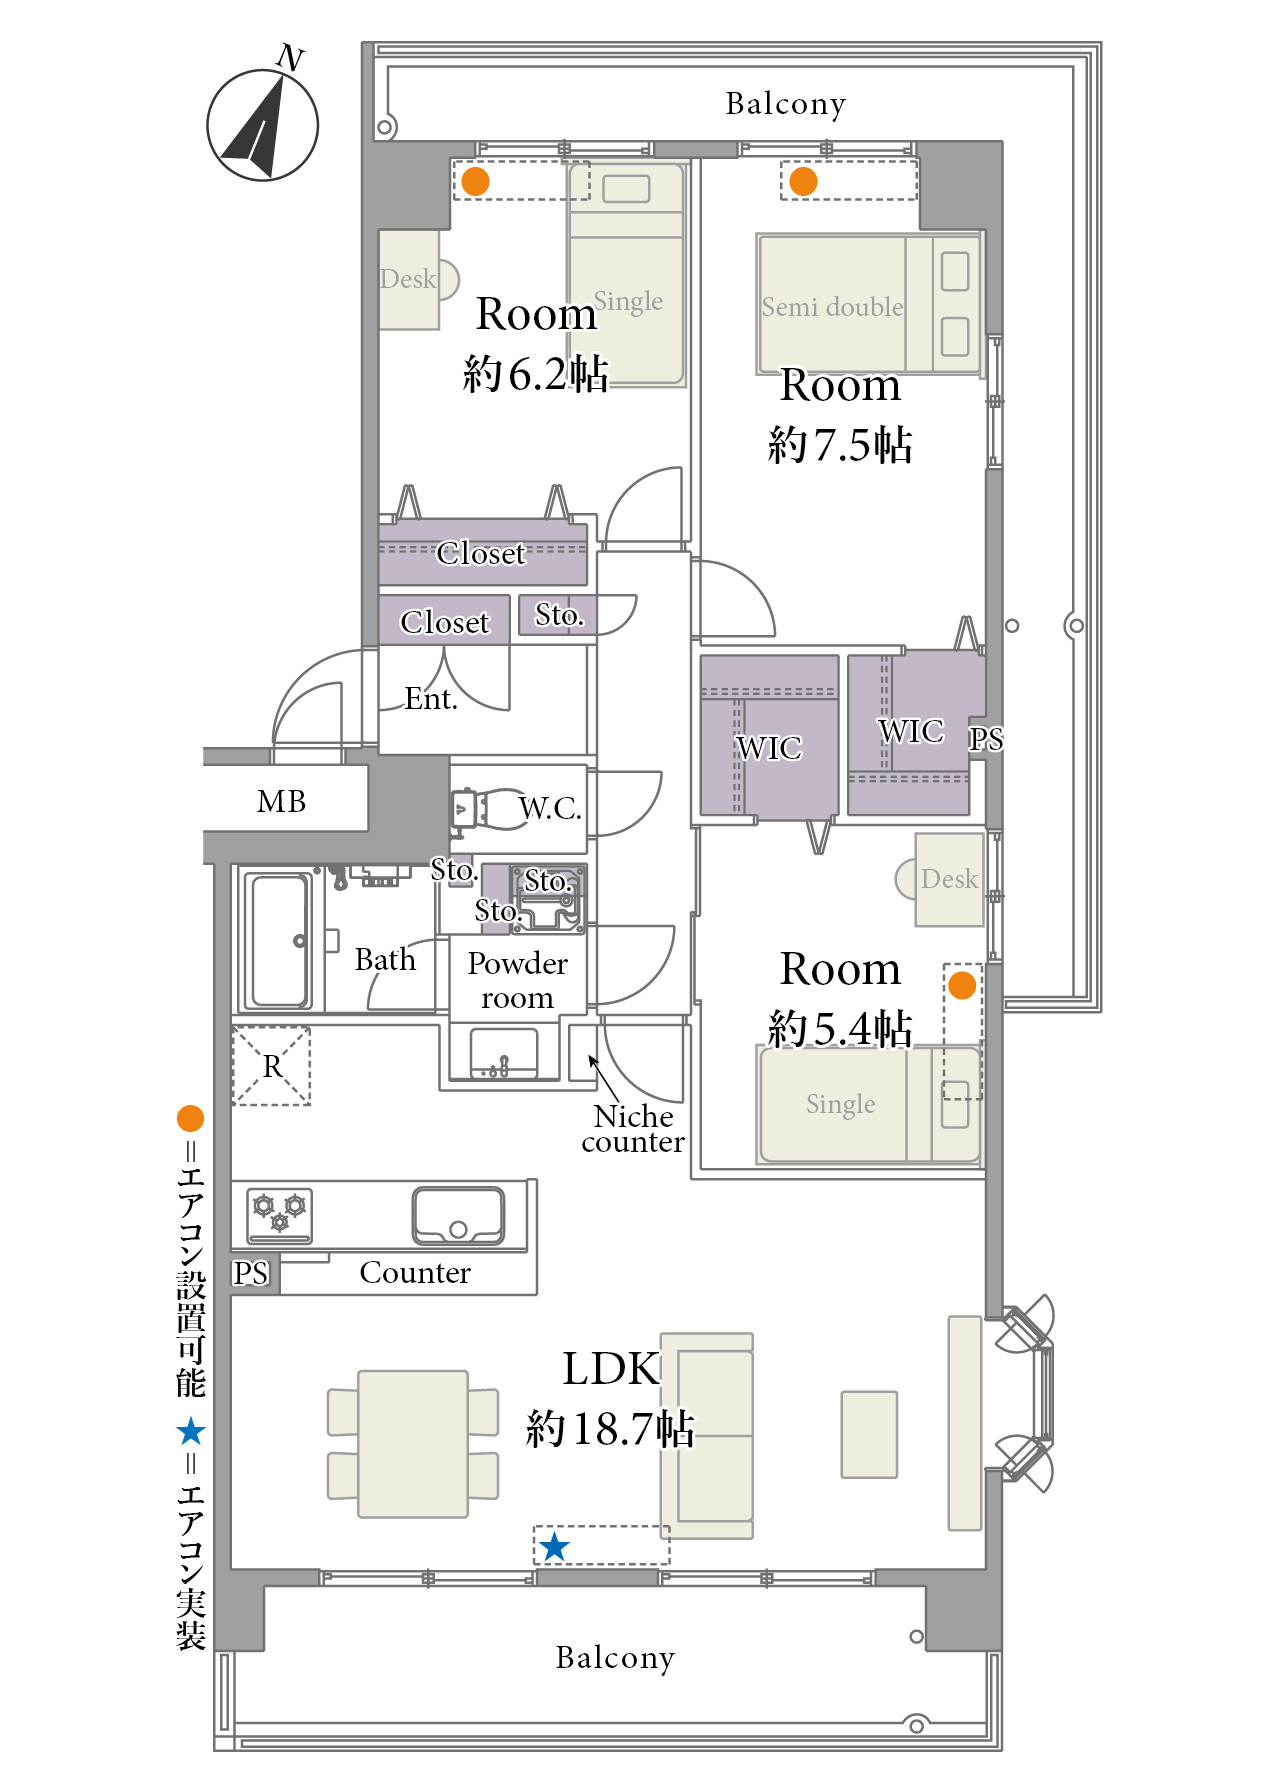 N
Balcony
Desk
Single
Room
約6.2帖
Semi double
Room
約7.5帖
Closet
Closet
Sto.
Ent.
WIC
WIC
PS
MB
W.C.
Sto.
Sto.
Sto.
Desk
Bath
Powder
room
Room
約5.4帖
R
Single
Niche
counter
PS
Counter
LDK
約18.7帖
Balcony
●=エアコン設置可能 ★=エアコン実装